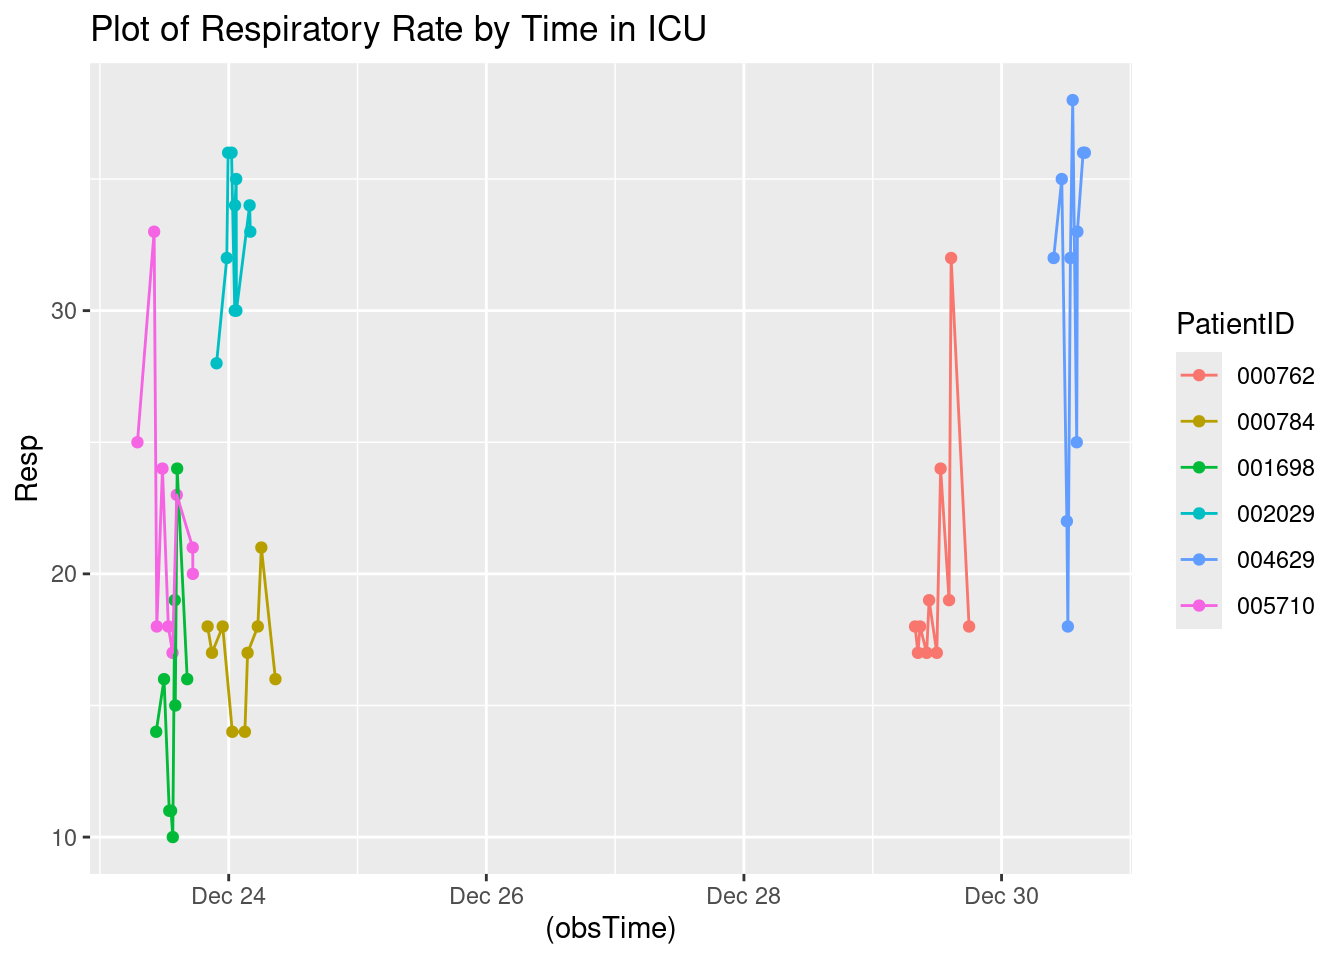 Plot of Respiratory Rate by Time in ICU
Resp
30
20
10
Dec 24
Dec 26
Dec 28
Dec 30
(obsTime)
PatientID
000762
000784
001698
002029
004629
005710